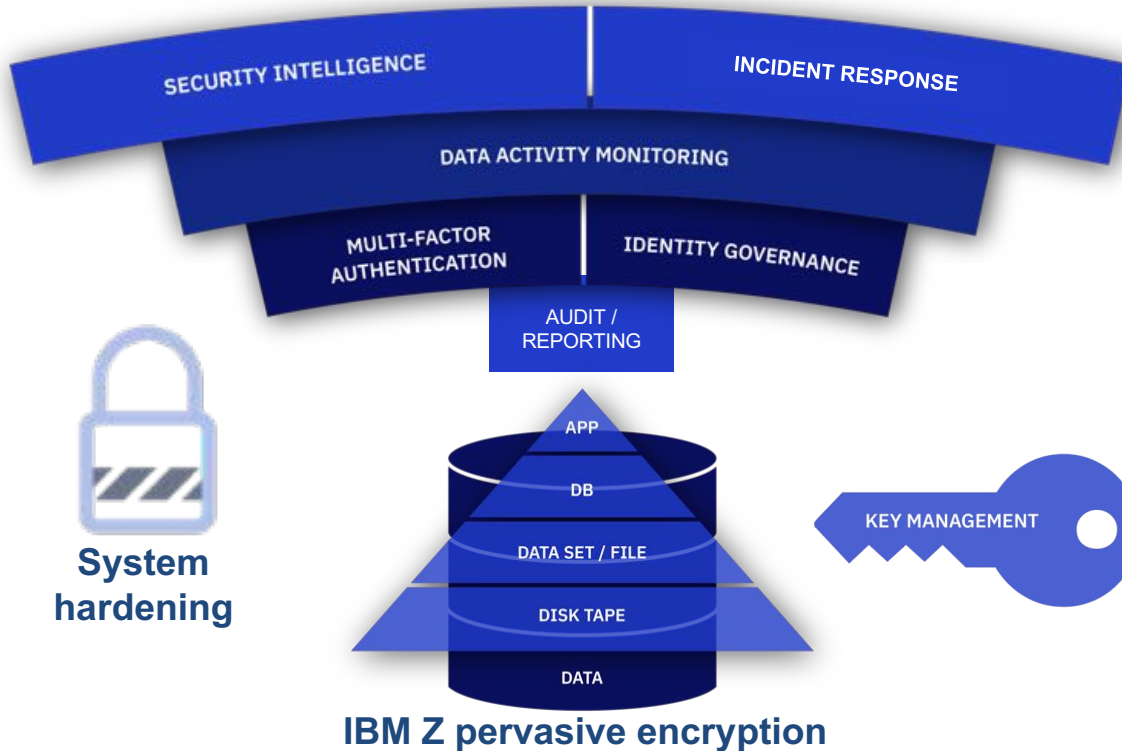 SECURITY INTELLIGENCE
INCIDENT RESPONSE
DATA ACTIVITY MONITORING
MULTI-FACTOR
AUTHENTICATION
IDENTITY GOVERNANCE
AUDIT /
REPORTING
APP
DB
DATA SET / FILE
DISK TAPE
DATA
System
hardening
KEY MANAGEMENT
IBM Z pervasive encryption